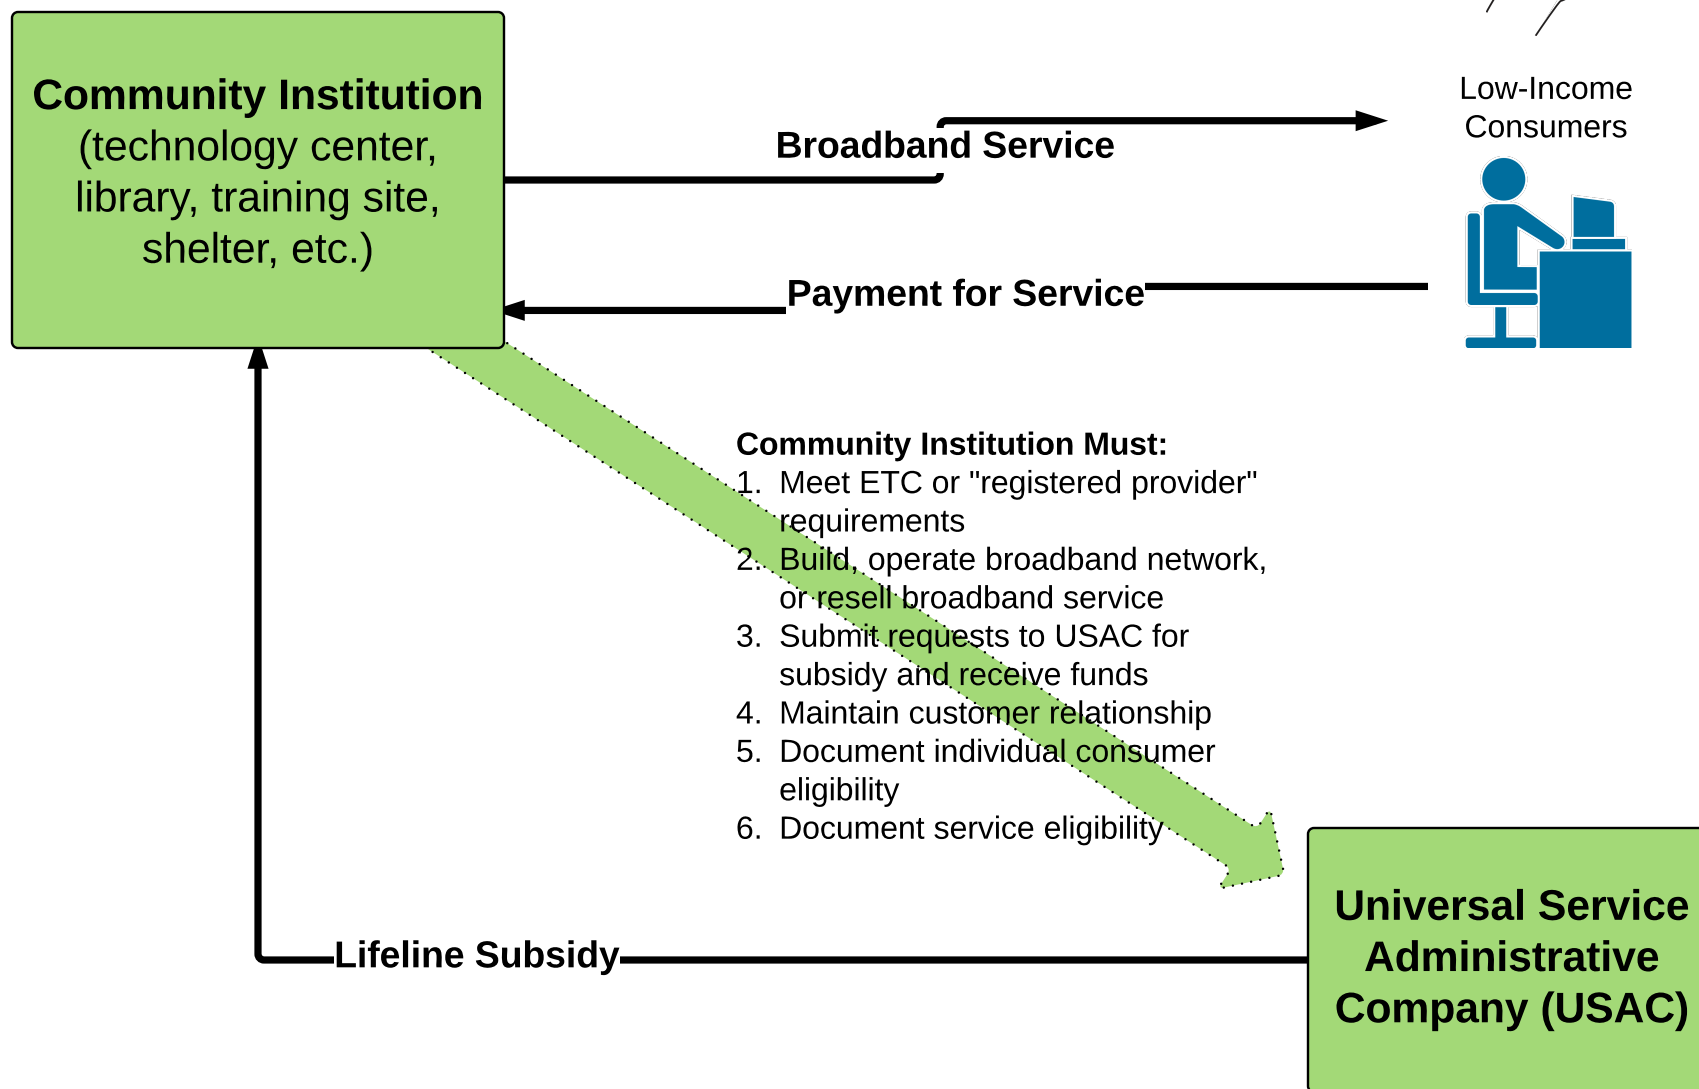 Community Institution
(technology center,
library, training site,
shelter, etc.)
Broadband Service
Low-Income
Consumers
Payment for Service
Community Institution Must:
1. Meet ETC or "registered provider"
requirements
2. Build, operate broadband network,
or resell broadband service
3. Submit requests to USAC for
subsidy and receive funds
4. Maintain customer relationship
5. Document individual consumer
eligibility
6. Document service eligibility
Lifeline Subsidy
Universal Service
Administrative
Company (USAC)